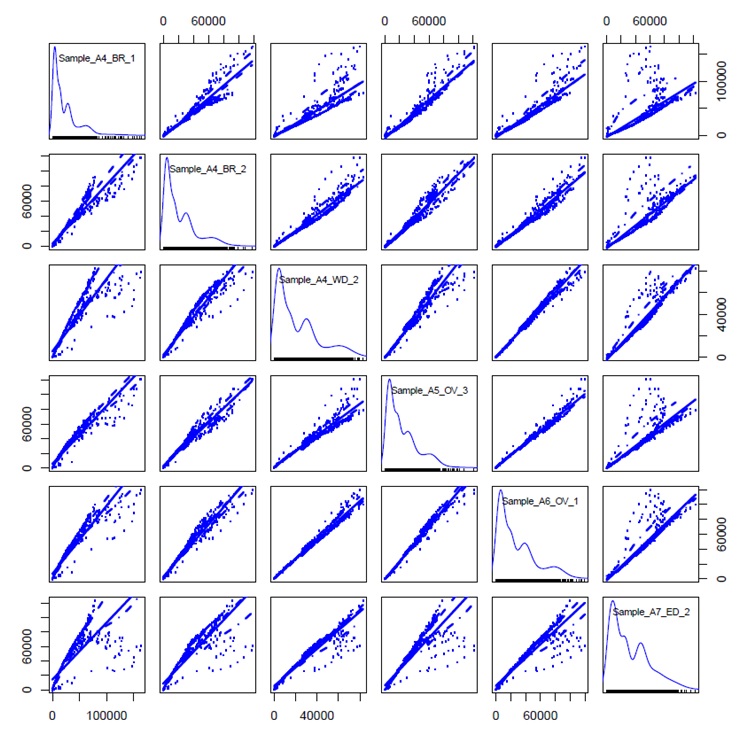 0 60000 0 60000 0 60000
Sample_A4_BR_1
0 100000
Sample_A4_BR_2
0 60000
Sample_A4_WD_2
0 40000
Sample_A5_OV_3
0 60000
Sample_A6_OV_1
0 60000
Sample_A7_ED_2
0 60000
0 100000 0 40000 0 60000